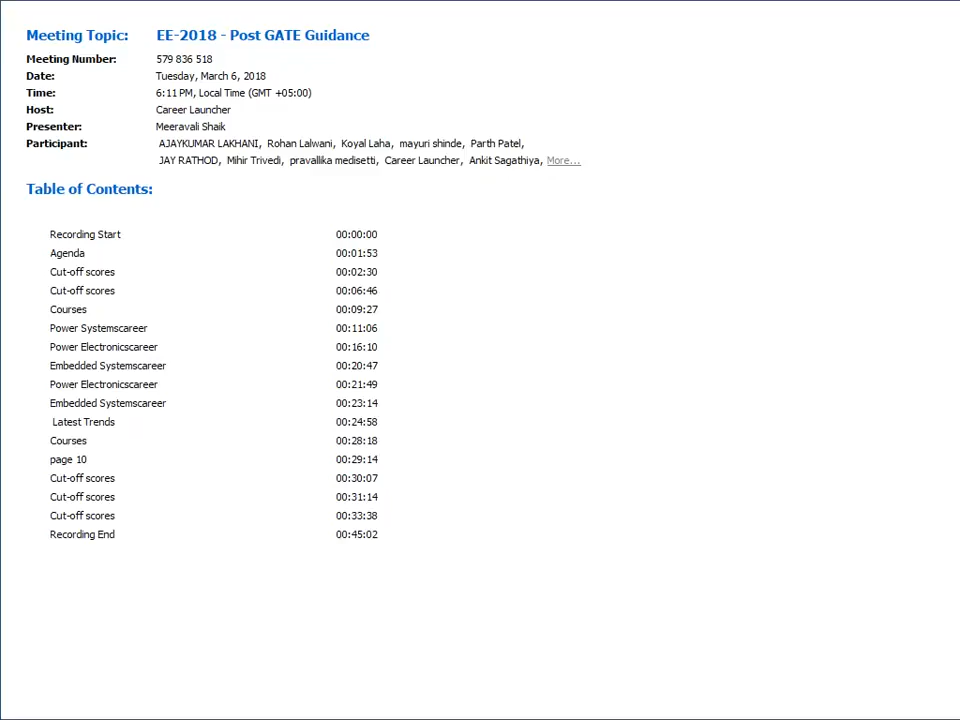 Meeting Topic: EE-2018 - Post GATE Guidance
Meeting Number: 579 836 518
Date: Tuesday, March 6, 2018
Time: 6:11 PM, Local Time (GMT +05:00)
Host: Career Launcher
Presenter: Meeravali Shaik
Participant: AJAYKUMAR LAKHANI, Rohan Lalwani, Koyal Laha, mayuri shinde, Parth Patel,
JAY RATHOD, Mihir Trivedi, pravallika medisetti, Career Launcher, Ankit Sagathiya, More...
Table of Contents:
Recording Start 00:00:00
Agenda 00:01:53
Cut-off scores 00:02:30
Cut-off scores 00:06:46
Courses 00:09:27
Power Systemscareer 00:11:06
Power Electronicscareer 00:16:10
Embedded Systemscareer 00:20:47
Power Electronicscareer 00:21:49
Embedded Systemscareer 00:23:14
Latest Trends 00:24:58
Courses 00:28:18
page 10 00:29:14
Cut-off scores 00:30:07
Cut-off scores 00:31:14
Cut-off scores 00:33:38
Recording End 00:45:02